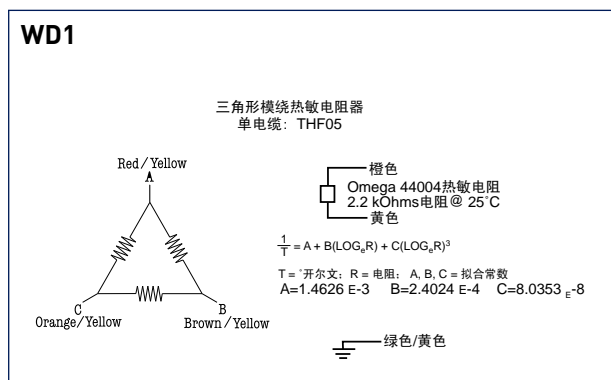 WD1
三角形模绕热敏电阻器
单电缆：THF05
Red/Yellow
A
橙色
Omega 44004热敏电阻
2.2 kOhms电阻@ 25°C
黄色
1/T = A + B(LOGeR) + C(LOGeR)³
T = °开尔文；R = 电阻； A, B, C = 拟合常数
A=1.4626 E-3 B=2.4024 E-4 C=8.0353 E-8
C
Orange/Yellow
B
Brown/Yellow
绿色/黄色